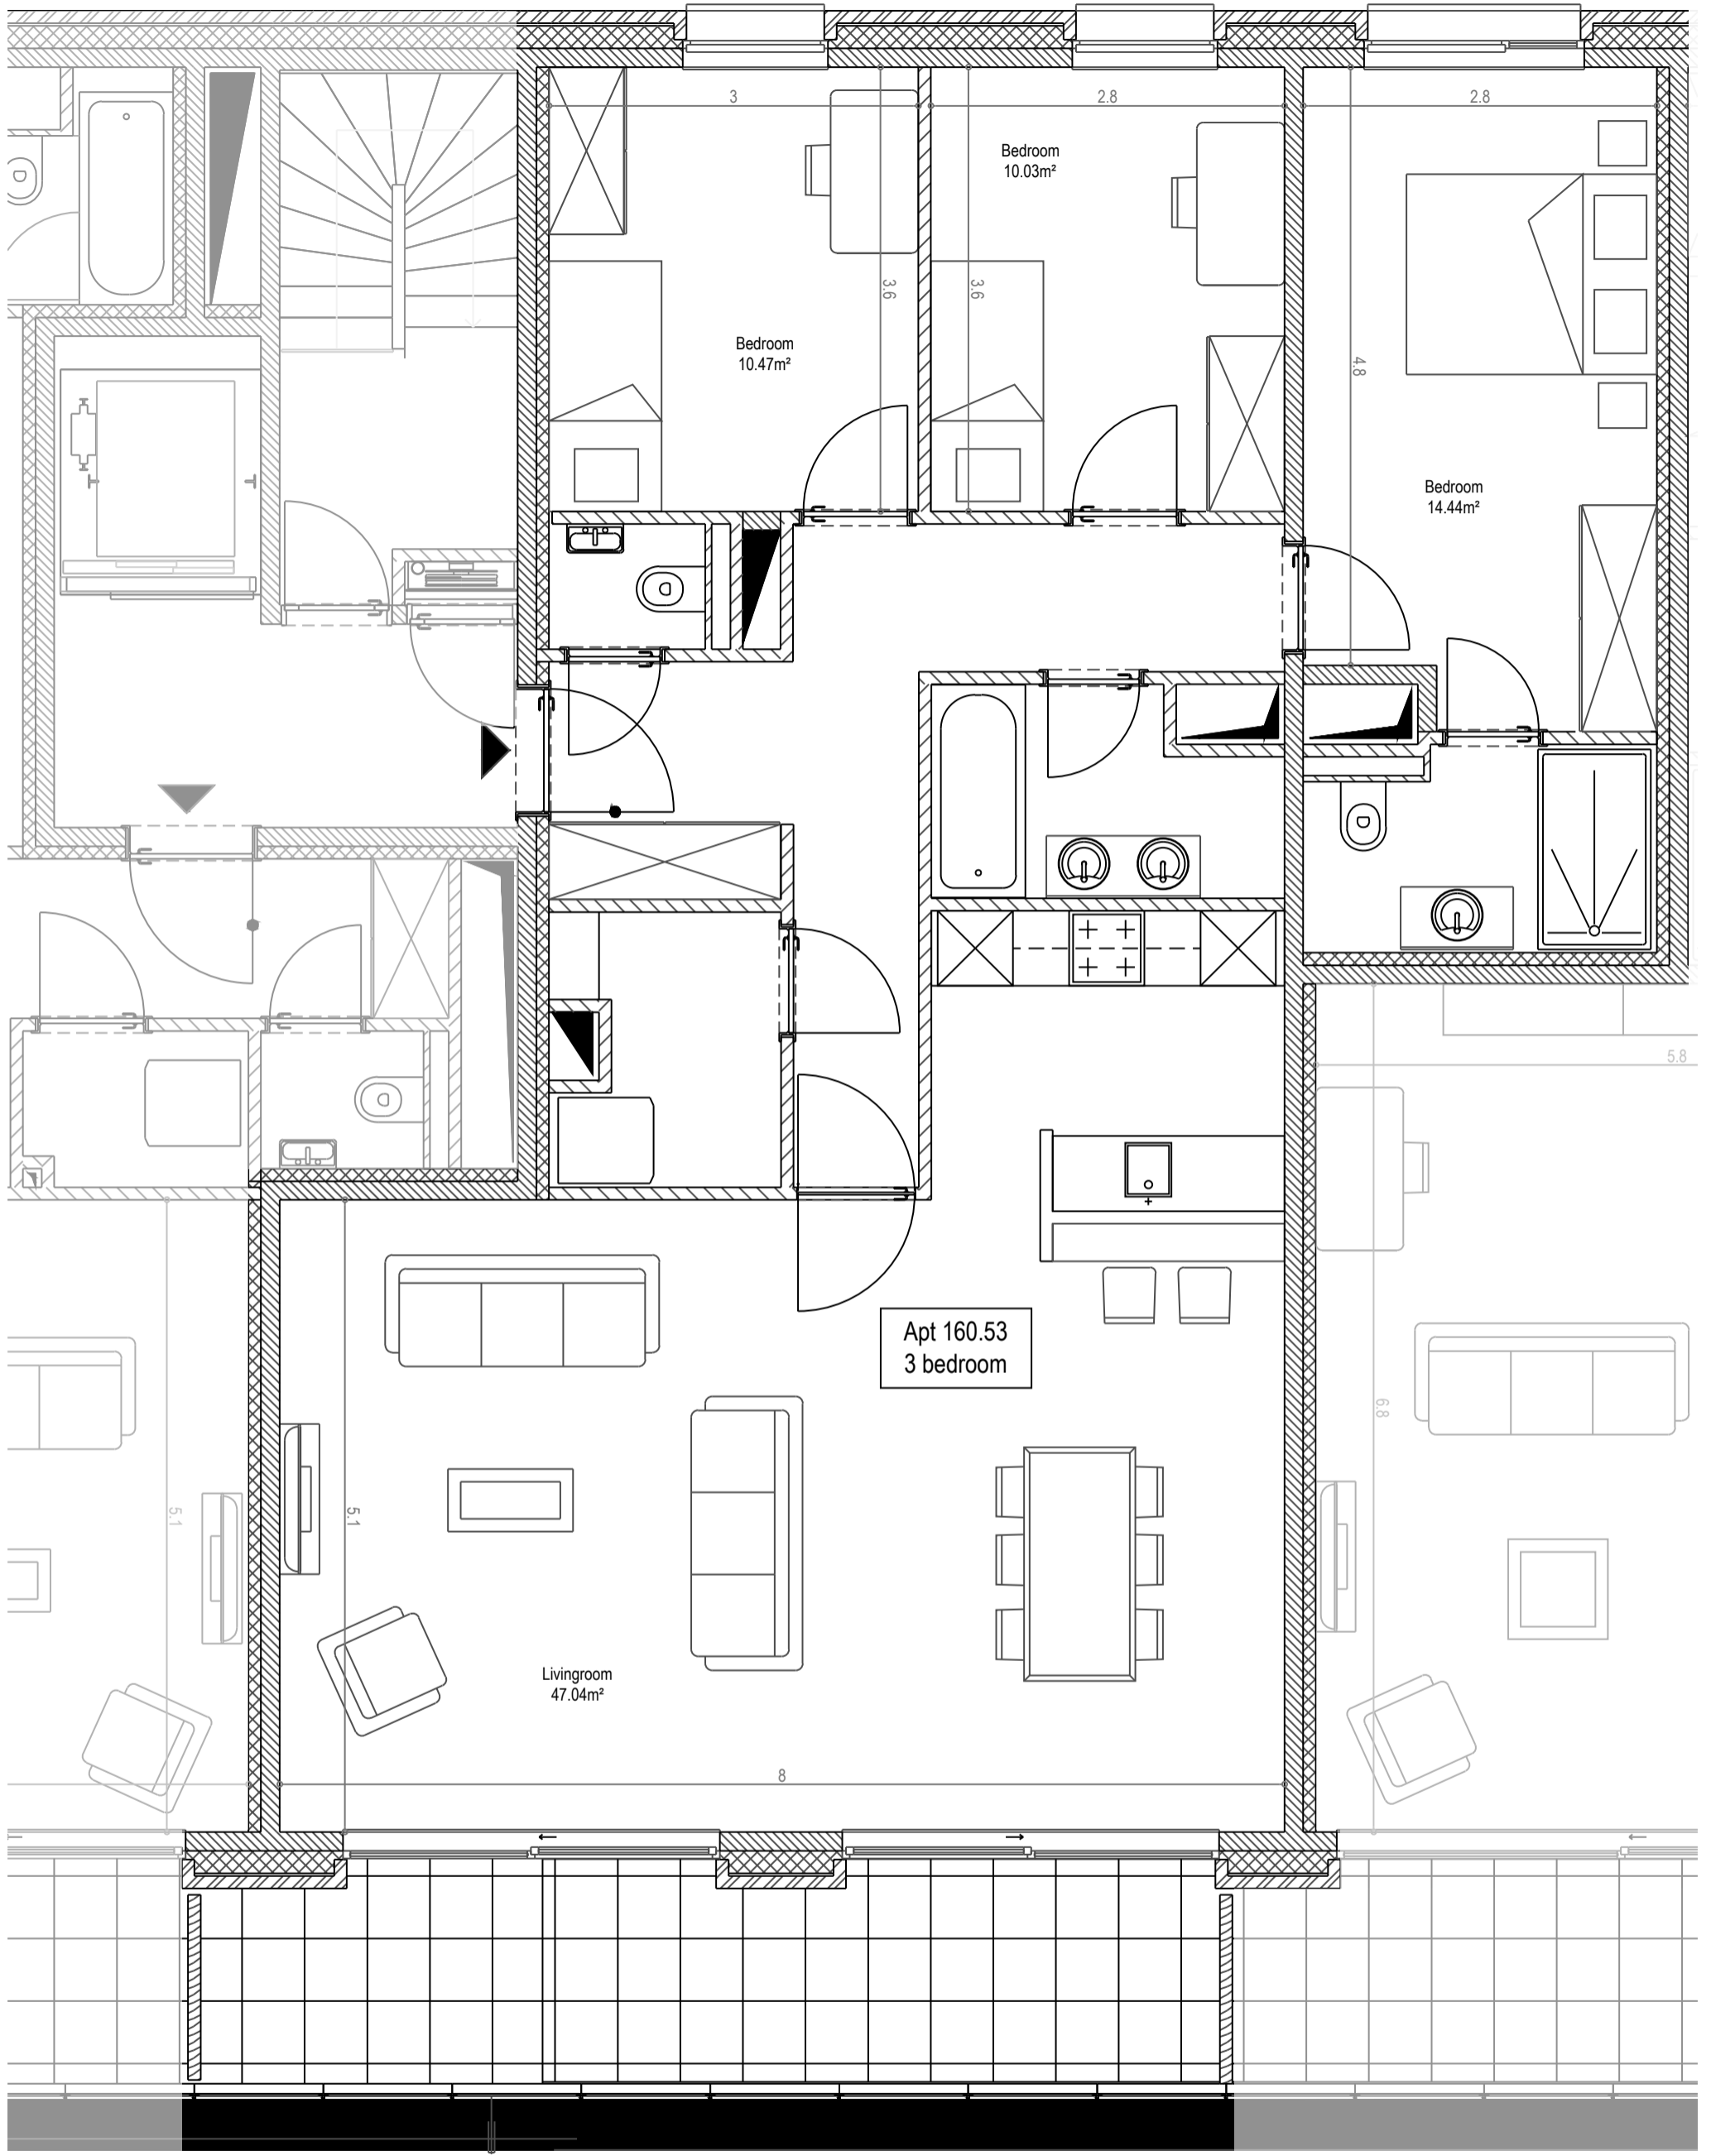 3
2.8
2.8
Bedroom
10.03m²
3.6
3.6
Bedroom
10.47m²
4.8
Bedroom
14.44m²
5.8
Apt 160.53
3 bedroom
6.8
5.1
5.1
Livingroom
47.04m²
8